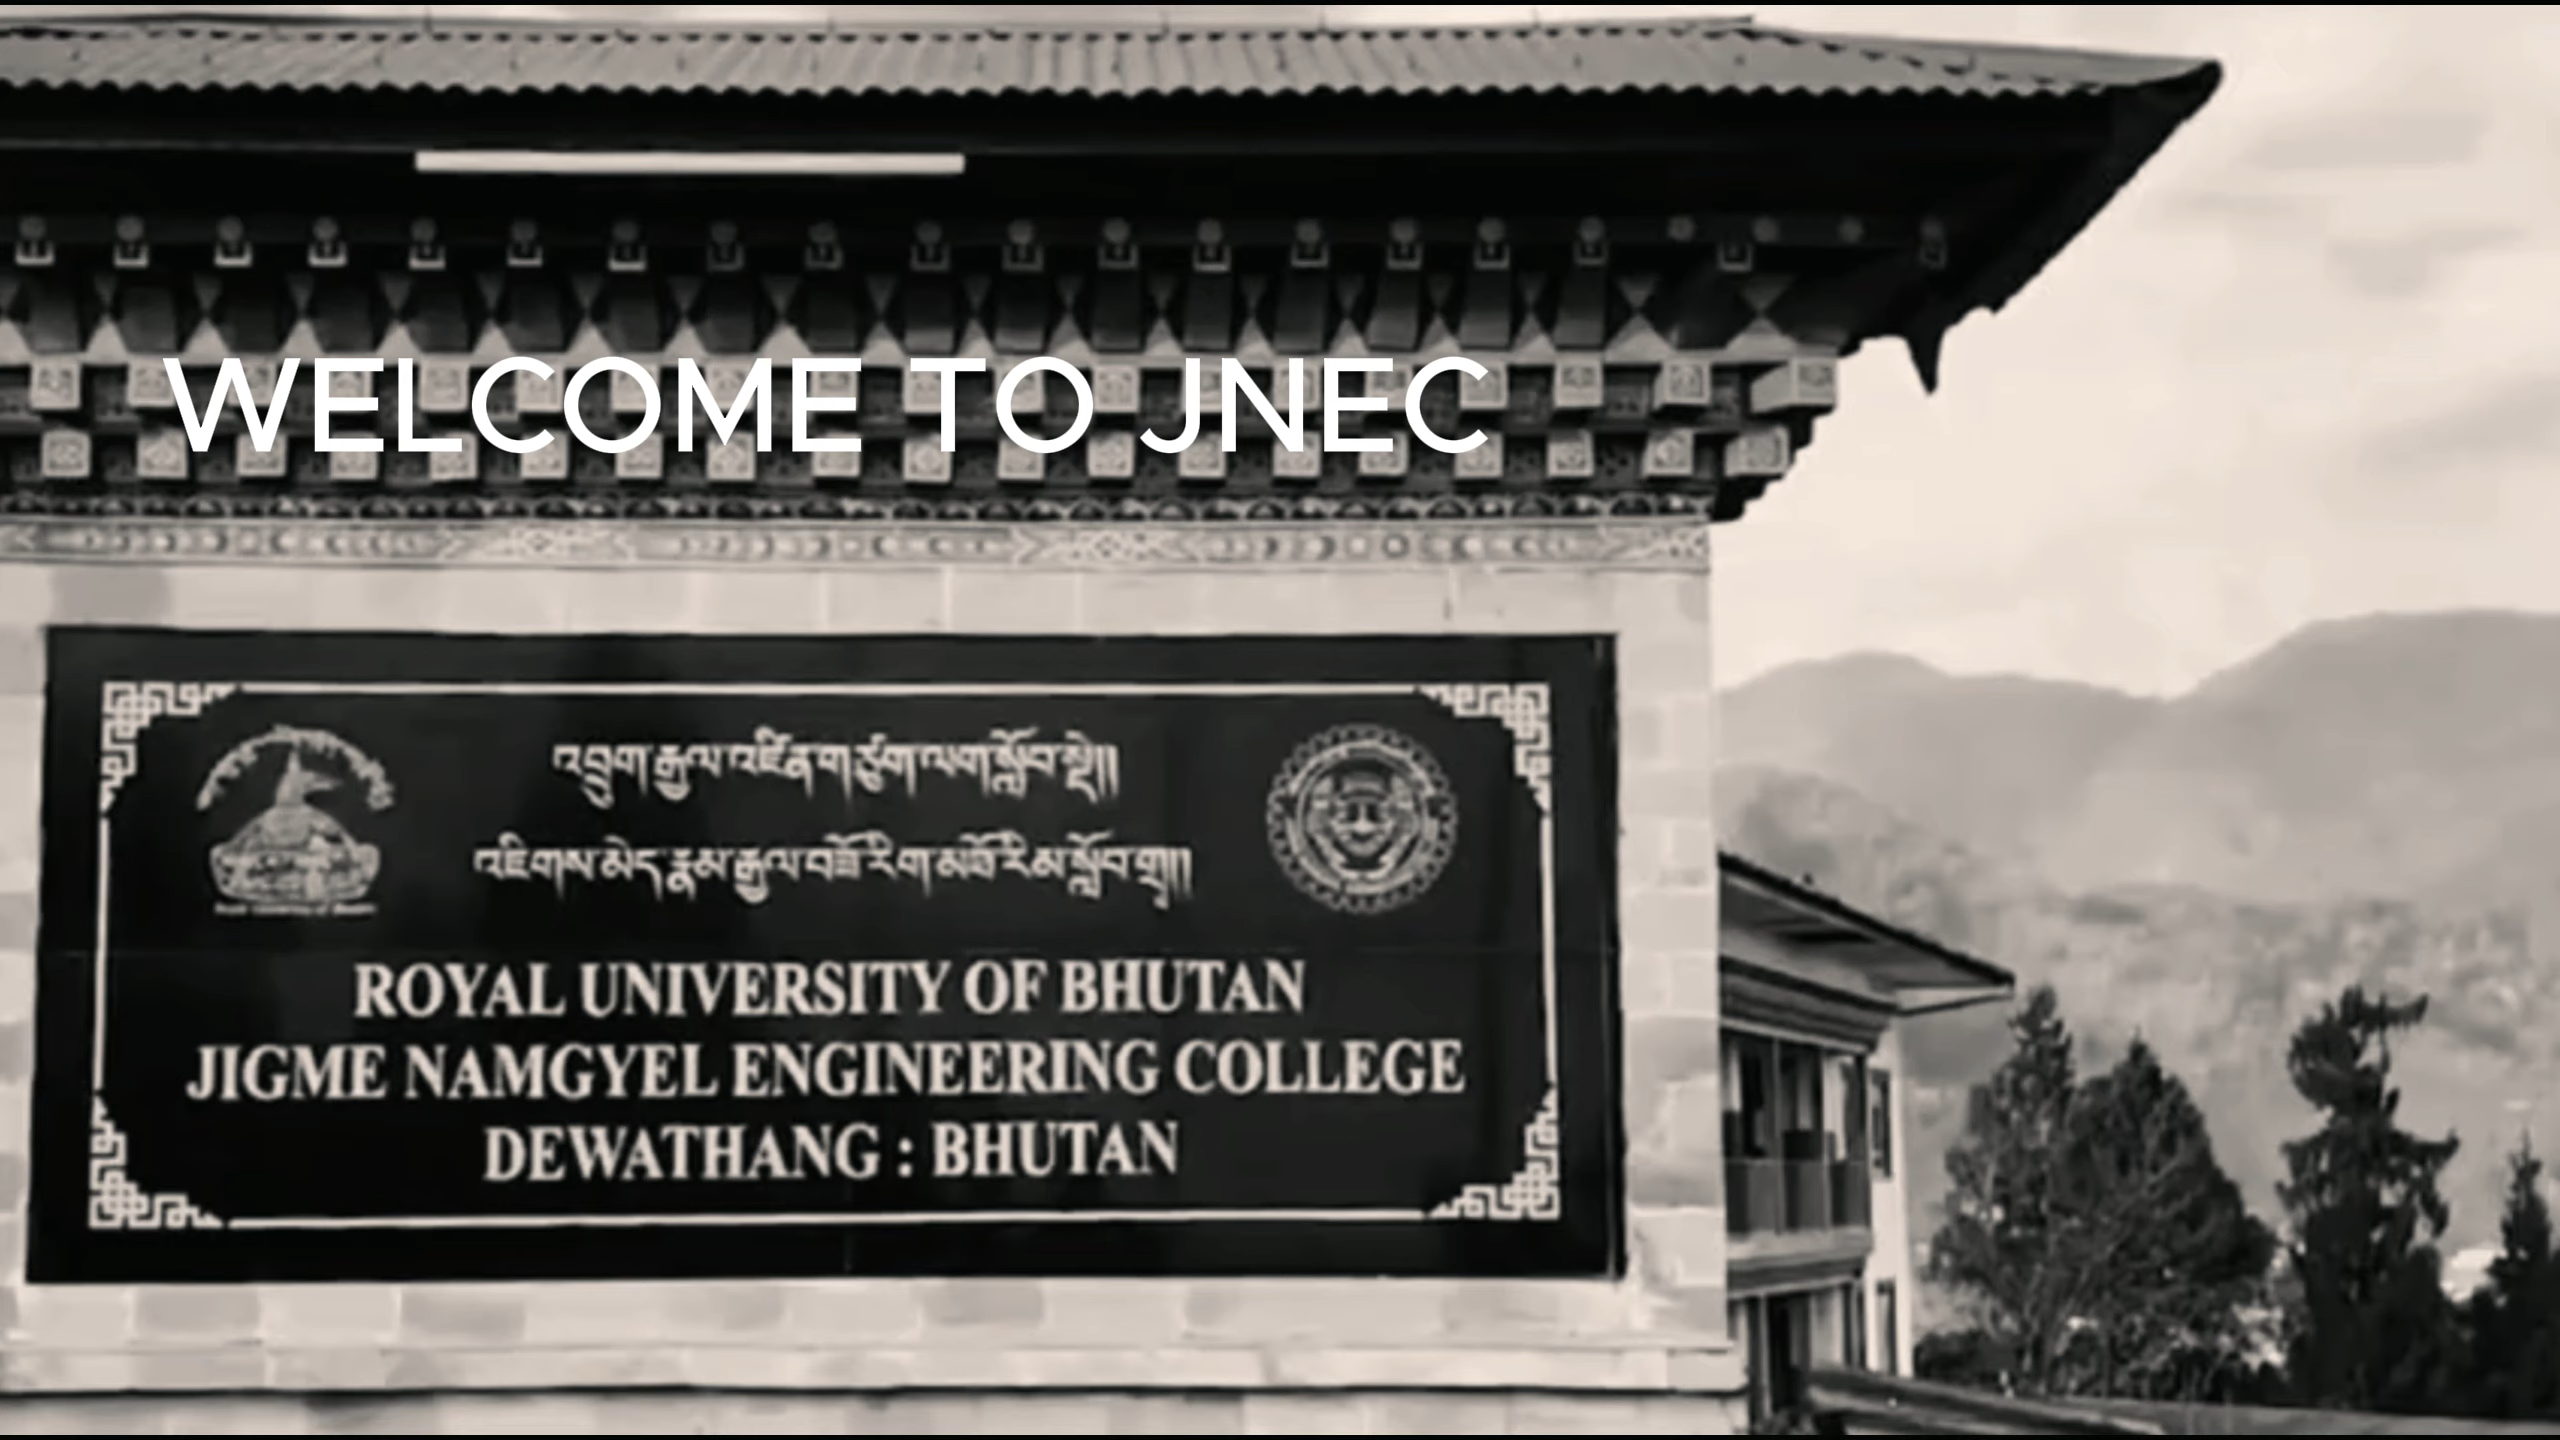 WELCOME TO JNEC
འབྲུག་རྒྱལ་འཛིན་གཙུག་ལག་སློབ་སྡེ།།
འཇིགས་མེད་རྣམ་རྒྱལ་བཟོ་རིག་མཐོ་རིམ་སློབ་གྲྭ།།
ROYAL UNIVERSITY OF BHUTAN
JIGME NAMGYEL ENGINEERING COLLEGE
DEWATHANG : BHUTAN